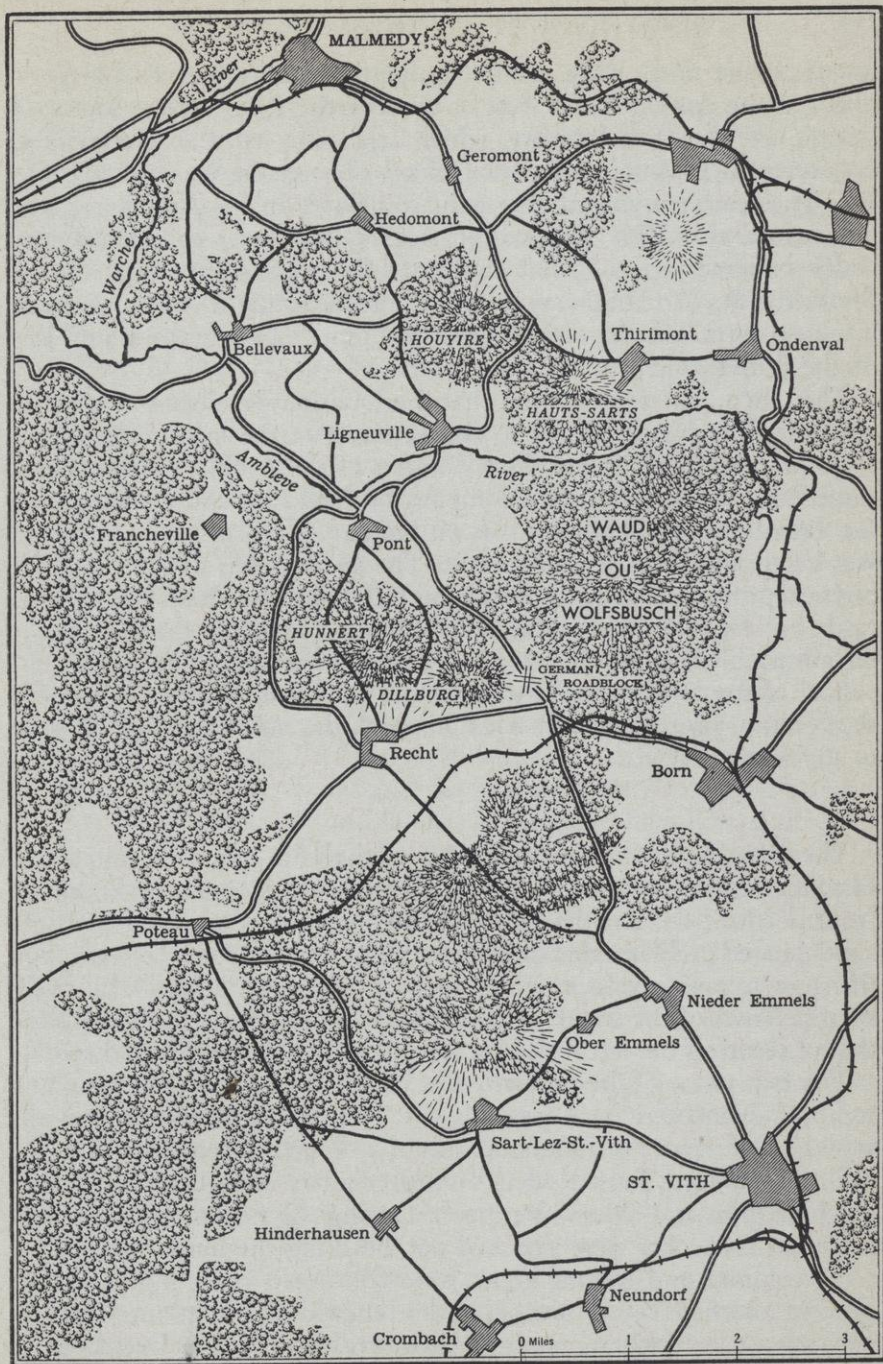 MALMEDY
River
Geromont
Hedomont
Warche
HOUYIRE
Thirimont
Bellevaux
Ondenval
HAUTS-SARTS
Ligneuville
Ambleve
River
Francheville
Pont
WAUD
OU
WOLFSBUSCH
HUNNERT
GERMAN
ROADBLOCK
DILLBURG
Recht
Born
Poteau
Nieder Emmels
Ober Emmels
Sart-Lez-St.-Vith
ST. VITH
Hinderhausen
Neundorf
Crombach
0 Miles 1 2 3